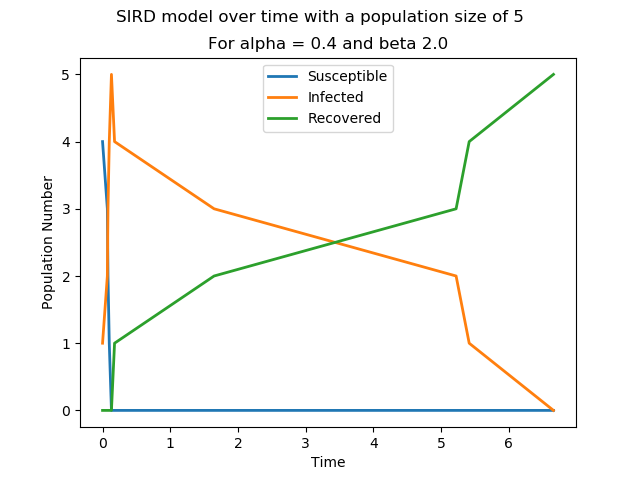 SIRD model over time with a population size of 5
For alpha = 0.4 and beta 2.0
Susceptible
Infected
Recovered
5
4
3
2
1
0
Population Number
0 1 2 3 4 5 6
Time